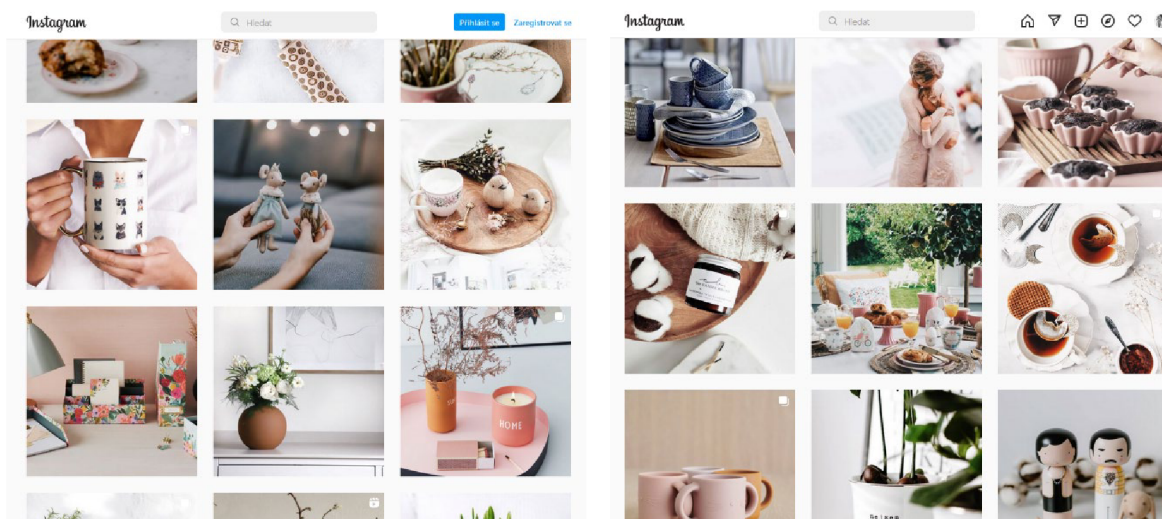 Instagram
Hledat
Přihlásit se
Zaregistrovat se
HOME
Instagram
Hledat